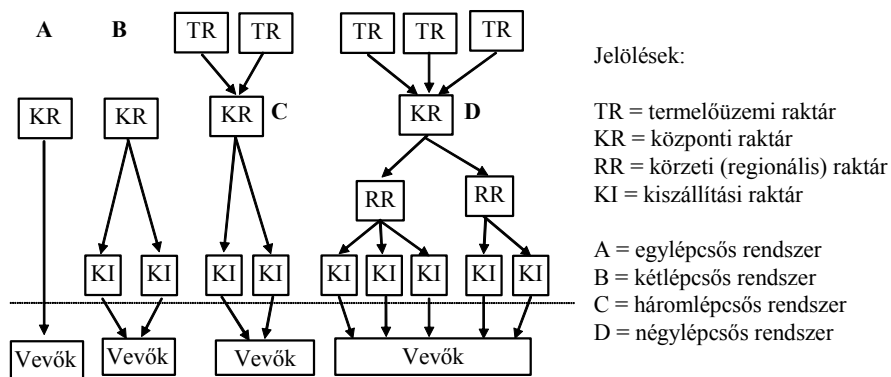 A B TR TR TR TR TR
Jelölések:
KR KR KR C KR D
TR = termelőüzemi raktár
KR = központi raktár
RR = körzeti (regionális) raktár
KI = kiszállítási raktár
RR RR
KI KI KI KI KI KI KI KI KI
A = egylépcsős rendszer
B = kétlépcsős rendszer
C = háromlépcsős rendszer
D = négylépcsős rendszer
Vevők Vevők Vevők Vevők